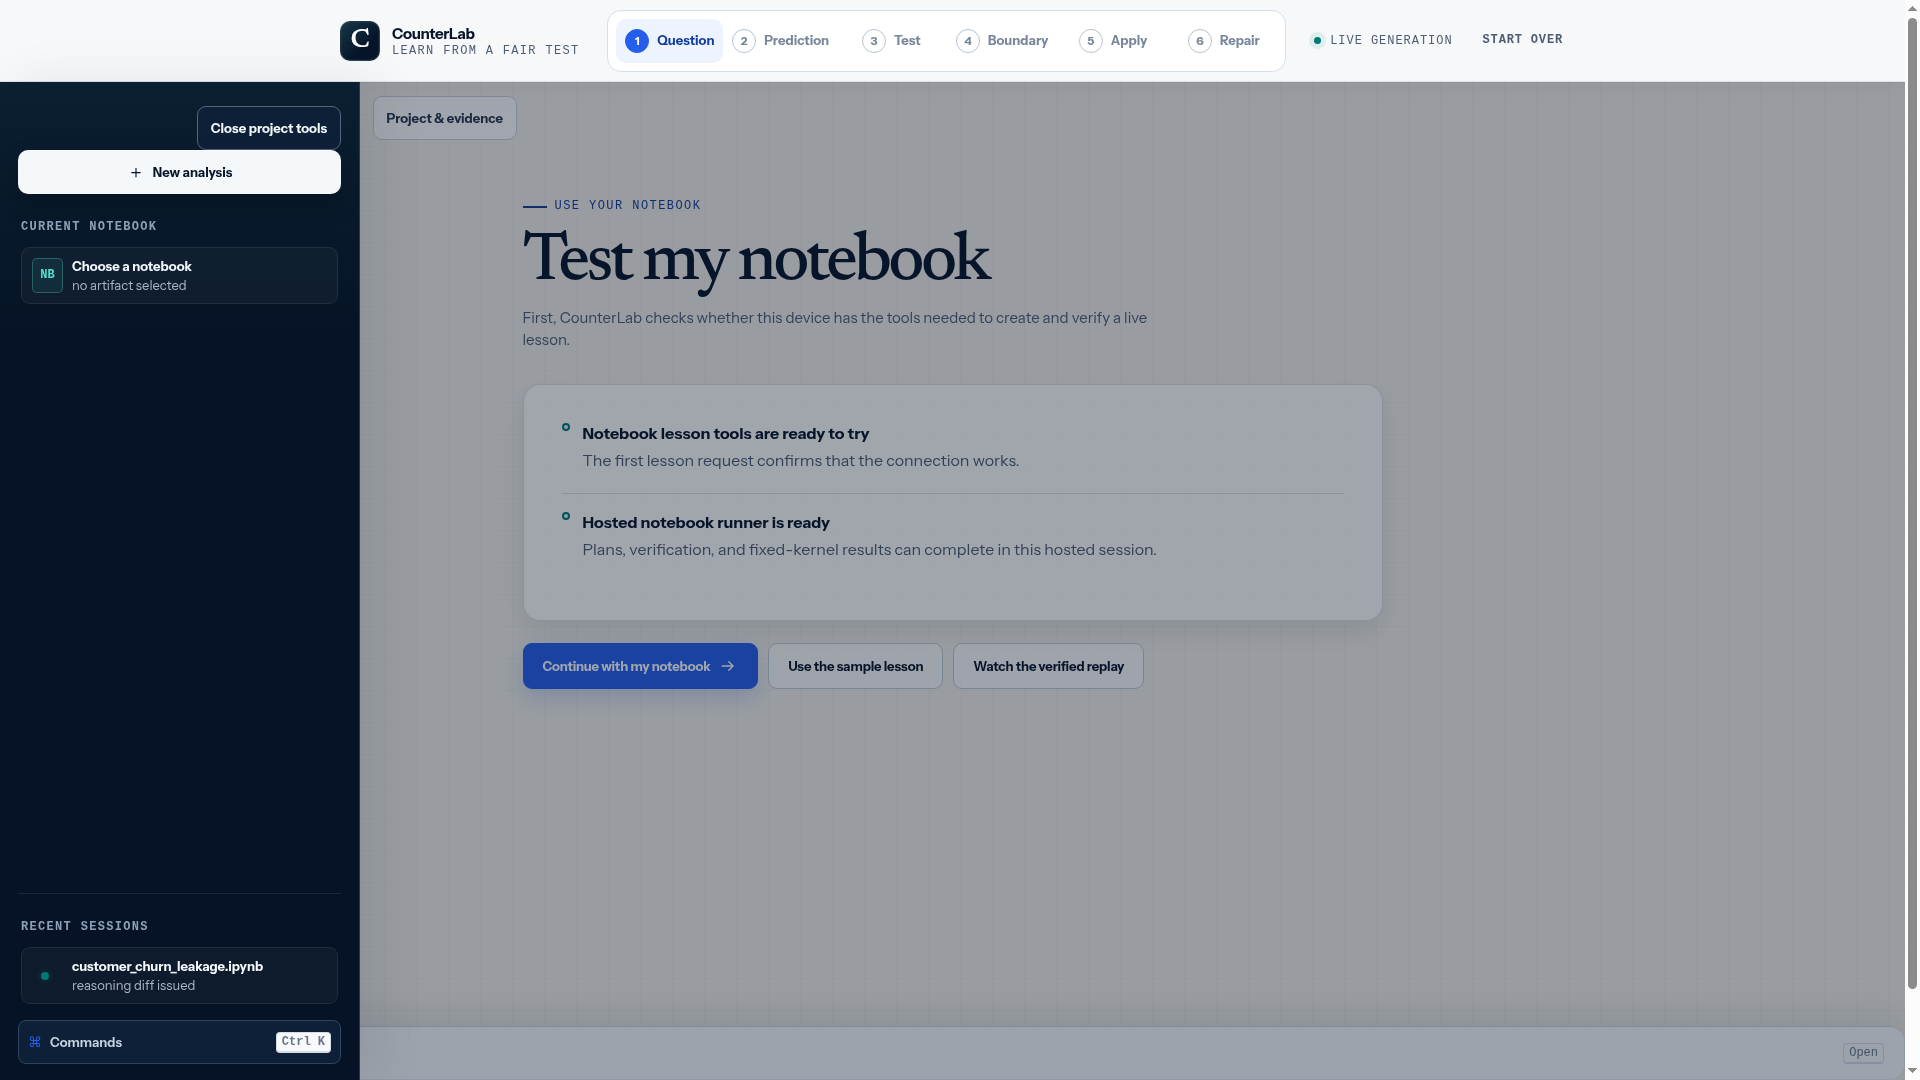 C
CounterLab
LEARN FROM A FAIR TEST
1 Question
2 Prediction
3 Test
4 Boundary
5 Apply
6 Repair
LIVE GENERATION
START OVER
Close project tools
+ New analysis
CURRENT NOTEBOOK
NB
Choose a notebook
no artifact selected
RECENT SESSIONS
customer_churn_leakage.ipynb
reasoning diff issued
⌘ Commands
Ctrl K
Project & evidence
USE YOUR NOTEBOOK
Test my notebook
First, CounterLab checks whether this device has the tools needed to create and verify a live
lesson.
Notebook lesson tools are ready to try
The first lesson request confirms that the connection works.
Hosted notebook runner is ready
Plans, verification, and fixed-kernel results can complete in this hosted session.
Continue with my notebook →
Use the sample lesson
Watch the verified replay
Open